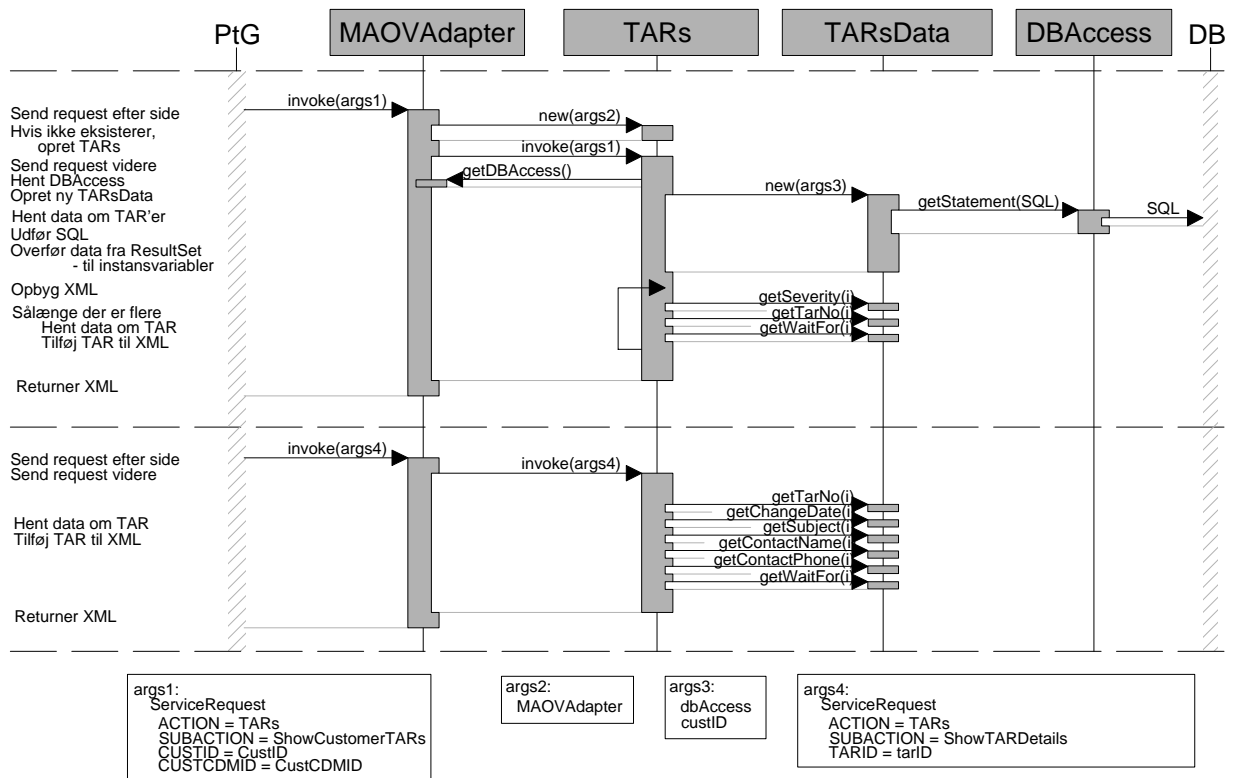 PtG
MAOVAdapter
TARs
TARsData
DBAccess
DB
Send request efter side
invoke(args1)
Hvis ikke eksisterer,
opret TARs
new(args2)
Send request videre
invoke(args1)
Hent DBAccess
getDBAccess()
Opret ny TARsData
new(args3)
Hent data om TAR'er
getStatement(SQL)
SQL
Udfør SQL
Overfør data fra ResultSet
- til instansvariabler
Opbyg XML
Sålænge der er flere
getSeverity(i)
Hent data om TAR
getTarNo(i)
Tilføj TAR til XML
getWaitFor(i)
Returner XML
Send request efter side
invoke(args4)
Send request videre
invoke(args4)
getTarNo(i)
getChangeDate(i)
Hent data om TAR
getSubject(i)
Tilføj TAR til XML
getContactName(i)
getContactPhone(i)
getWaitFor(i)
Returner XML
args1:
ServiceRequest
ACTION = TARs
SUBACTION = ShowCustomerTARs
CUSTID = CustID
CUSTCDMID = CustCDMID
args2:
MAOVAdapter
args3:
dbAccess
custID
args4:
ServiceRequest
ACTION = TARs
SUBACTION = ShowTARDetails
TARID = tarID